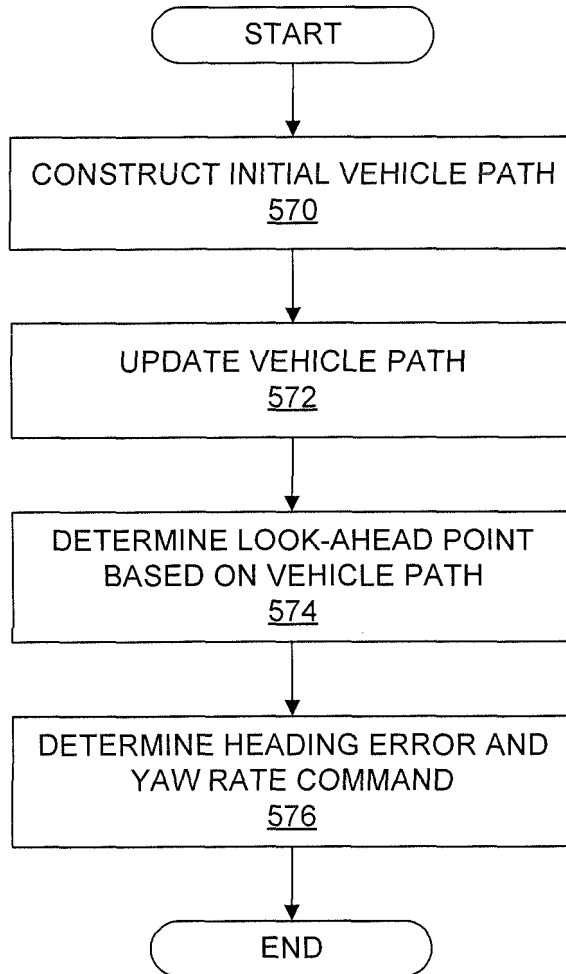 START
CONSTRUCT INITIAL VEHICLE PATH
570
UPDATE VEHICLE PATH
572
DETERMINE LOOK-AHEAD POINT
BASED ON VEHICLE PATH
574
DETERMINE HEADING ERROR AND
YAW RATE COMMAND
576
END